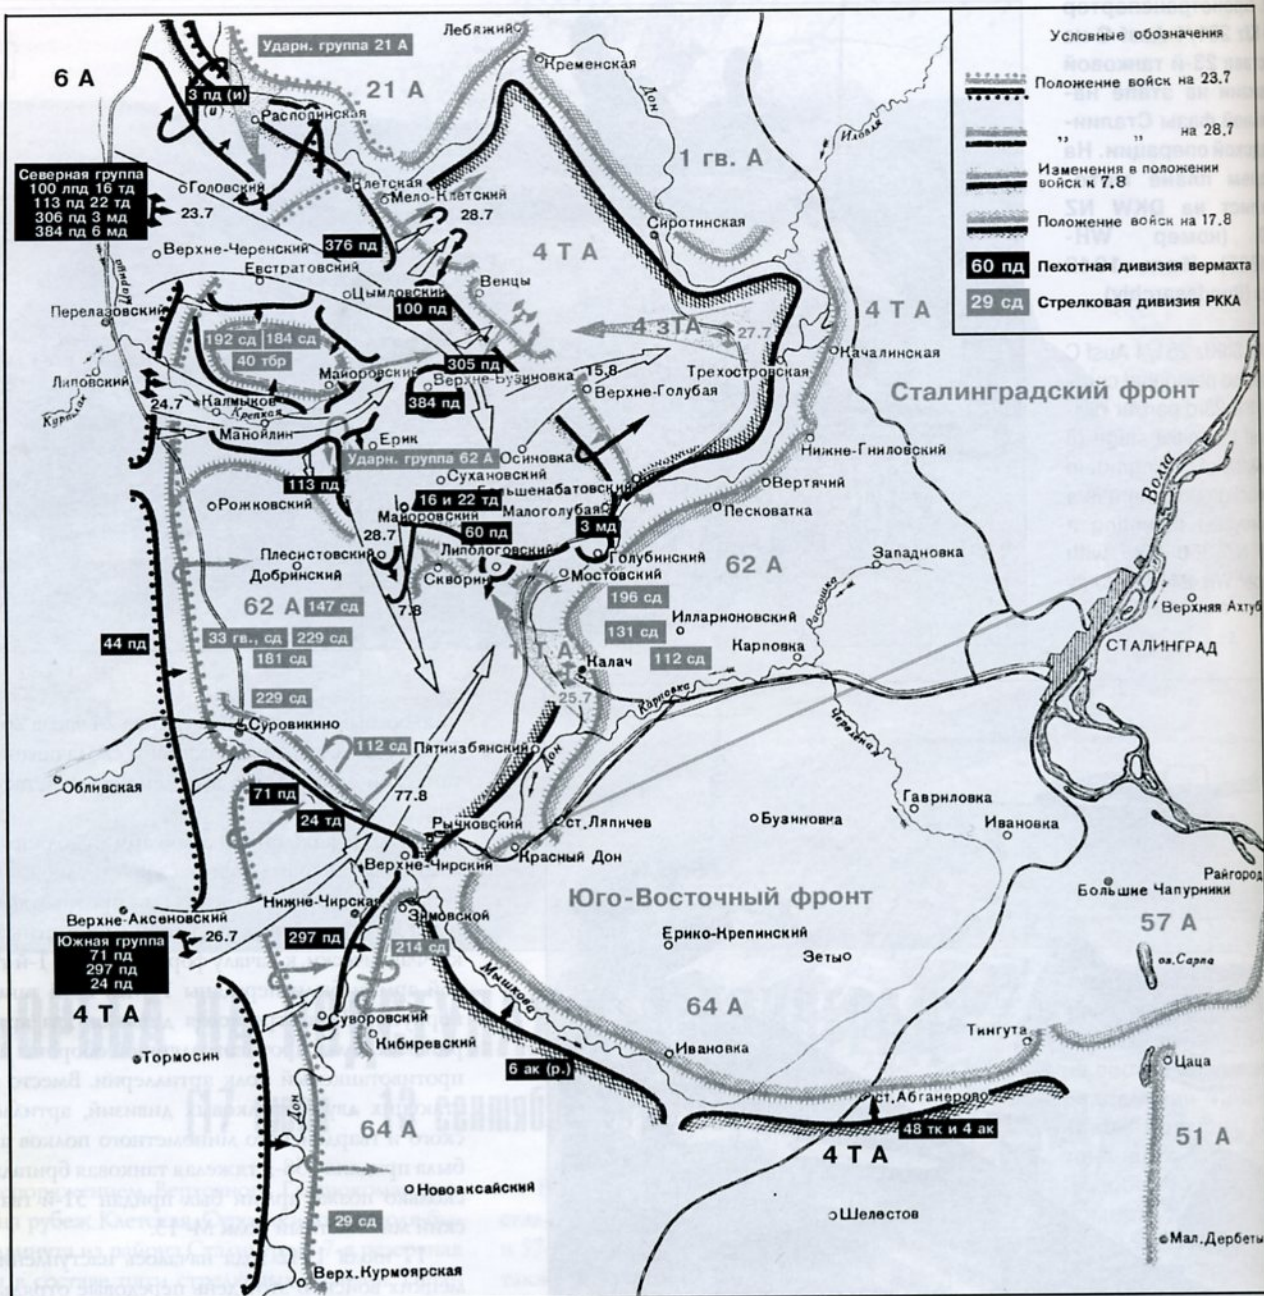 Условные обозначения
Положение войск на 23.7
„ „ на 28.7
Изменения в положении
войск к 7.8
Положение войск на 17.8
60 пд Пехотная дивизия вермахта
29 сд Стрелковая дивизия РККА
6 А
Ударн. группа 21 А
21 А
Лебяжий
Кременская
Дон
Иловля
1 гв. А
3 пд (и)
(и)
Распопинская
Северная группа
100 лпд 16 тд
113 пд 22 тд
306 пд 3 мд
384 пд 6 мд
Головский
23.7
Клетская
Мело-Клетский
28.7
Сиротинская
376 пд
Верхне-Черенский
Евстратовский
4 Т А
Венцы
Цымловский
100 пд
Царица
Перелазовский
192 сд
184 сд
40 тбр
4 зТА
27.7
4 Т А
Качалинская
Трехостровская
305 пд
Верхне-Бузиновка
384 пд
Майоровский
15.8
Верхне-Голубая
Липовский
24.7
Калмыков
Крепкая
Манойлин
Сталинградский фронт
Ерик
Ударн. группа 62 А
Осиновка
Сухановский
Большенабатовский
Нижне-Гниловский
Вертячий
Песковатка
113 пд
Рожковский
16 и 22 тд
Майоровский
28.7
60 пд
Малоголубая
3 мд
Голубинский
Плесистовский
Добринский
Липологовский
Скворин
Мостовский
7.8
62 А
Западновка
Россошка
Волга
Верхняя Ахтуб
СТАЛИНГРАД
62 А
147 сд
196 сд
131 сд
112 сд
Илларионовский
Карповка
44 пд
33 гв., сд
229 сд
181 сд
1 Т А
Калач
25.7
Карповка
Червленая
229 сд
Суровикино
112 сд
Пятиизбянский
Дон
Обливская
71 пд
24 тд
77.8
Рычковский
ст. Ляпичев
Верхне-Чирский
Красный Дон
Бузиновка
Гавриловка
Ивановка
Райгород
Большие Чапурники
57 А
оз. Сарпа
Юго-Восточный фронт
Верхне-Аксеновский
26.7
Южная группа
71 пд
297 пд
24 пд
4 Т А
Нижне-Чирская
Зимовской
297 пд
214 сд
Мышкова
Ерико-Крепинский
Зеты
64 А
Суворовский
Кибиревский
Тормосин
Ивановка
Тингута
Цаца
6 ак (р.)
ст. Абганерово
48 тк и 4 ак
4 Т А
51 А
Дон
64 А
Новоаксайский
Шелестов
29 сд
Верх. Курмоярская
Мал. Дербеты